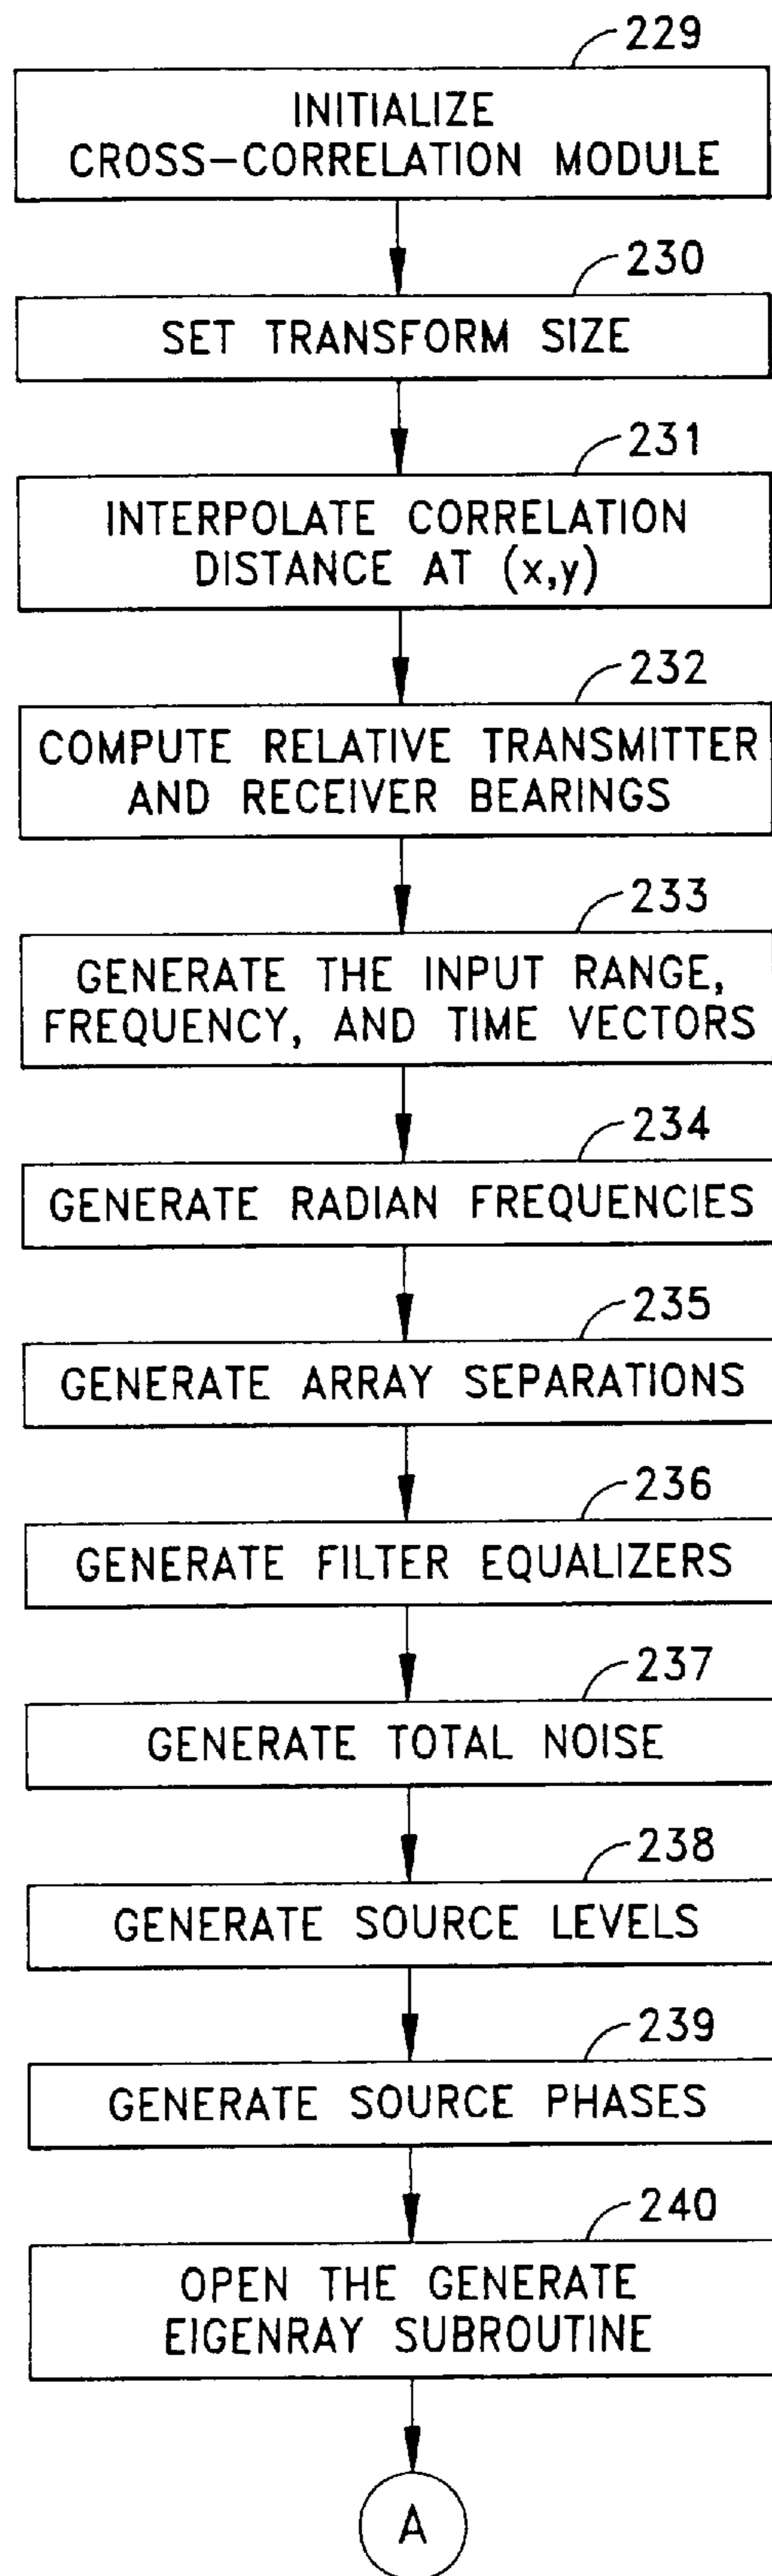 229
INITIALIZE
CROSS-CORRELATION MODULE
230
SET TRANSFORM SIZE
231
INTERPOLATE CORRELATION
DISTANCE AT (x,y)
232
COMPUTE RELATIVE TRANSMITTER
AND RECEIVER BEARINGS
233
GENERATE THE INPUT RANGE,
FREQUENCY, AND TIME VECTORS
234
GENERATE RADIAN FREQUENCIES
235
GENERATE ARRAY SEPARATIONS
236
GENERATE FILTER EQUALIZERS
237
GENERATE TOTAL NOISE
238
GENERATE SOURCE LEVELS
239
GENERATE SOURCE PHASES
240
OPEN THE GENERATE
EIGENRAY SUBROUTINE
A